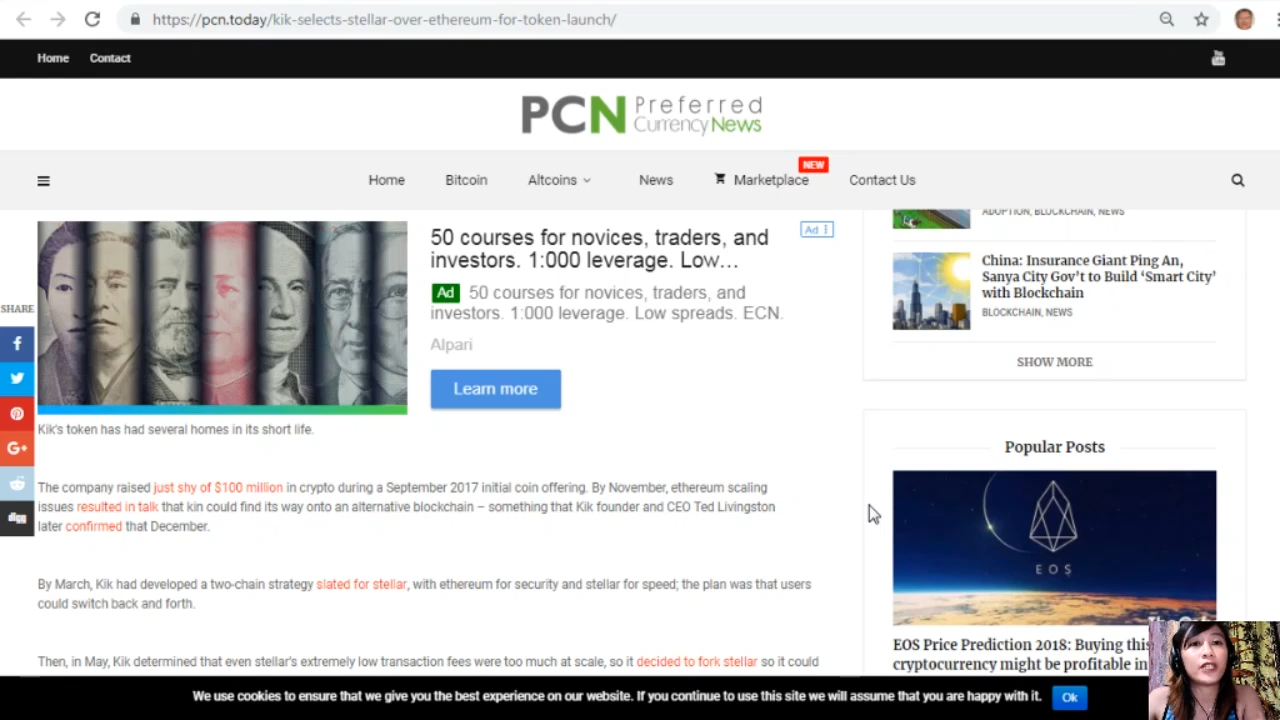 https://pcn.today/kik-selects-stellar-over-ethereum-for-token-launch/
Home Contact
PCN Preferred
Currency News
NEW
Home Bitcoin Altcoins News Marketplace Contact Us
50 courses for novices, traders, and
investors. 1:000 leverage. Low...
Ad
Ad 50 courses for novices, traders, and
investors. 1:000 leverage. Low spreads. ECN.
Alpari
Learn more
SHARE
Kik's token has had several homes in its short life.
The company raised just shy of $100 million in crypto during a September 2017 initial coin offering. By November, ethereum scaling
issues resulted in talk that kin could find its way onto an alternative blockchain – something that Kik founder and CEO Ted Livingston
later confirmed that December.
digg
By March, Kik had developed a two-chain strategy slated for stellar, with ethereum for security and stellar for speed; the plan was that users
could switch back and forth.
Then, in May, Kik determined that even stellar's extremely low transaction fees were too much at scale, so it decided to fork stellar so it could
ADOPTION, BLOCKCHAIN, NEWS
China: Insurance Giant Ping An,
Sanya City Gov't to Build 'Smart City'
with Blockchain
BLOCKCHAIN, NEWS
SHOW MORE
Popular Posts
EOS
EOS Price Prediction 2018: Buying this
cryptocurrency might be profitable in
We use cookies to ensure that we give you the best experience on our website. If you continue to use this site we will assume that you are happy with it. Ok